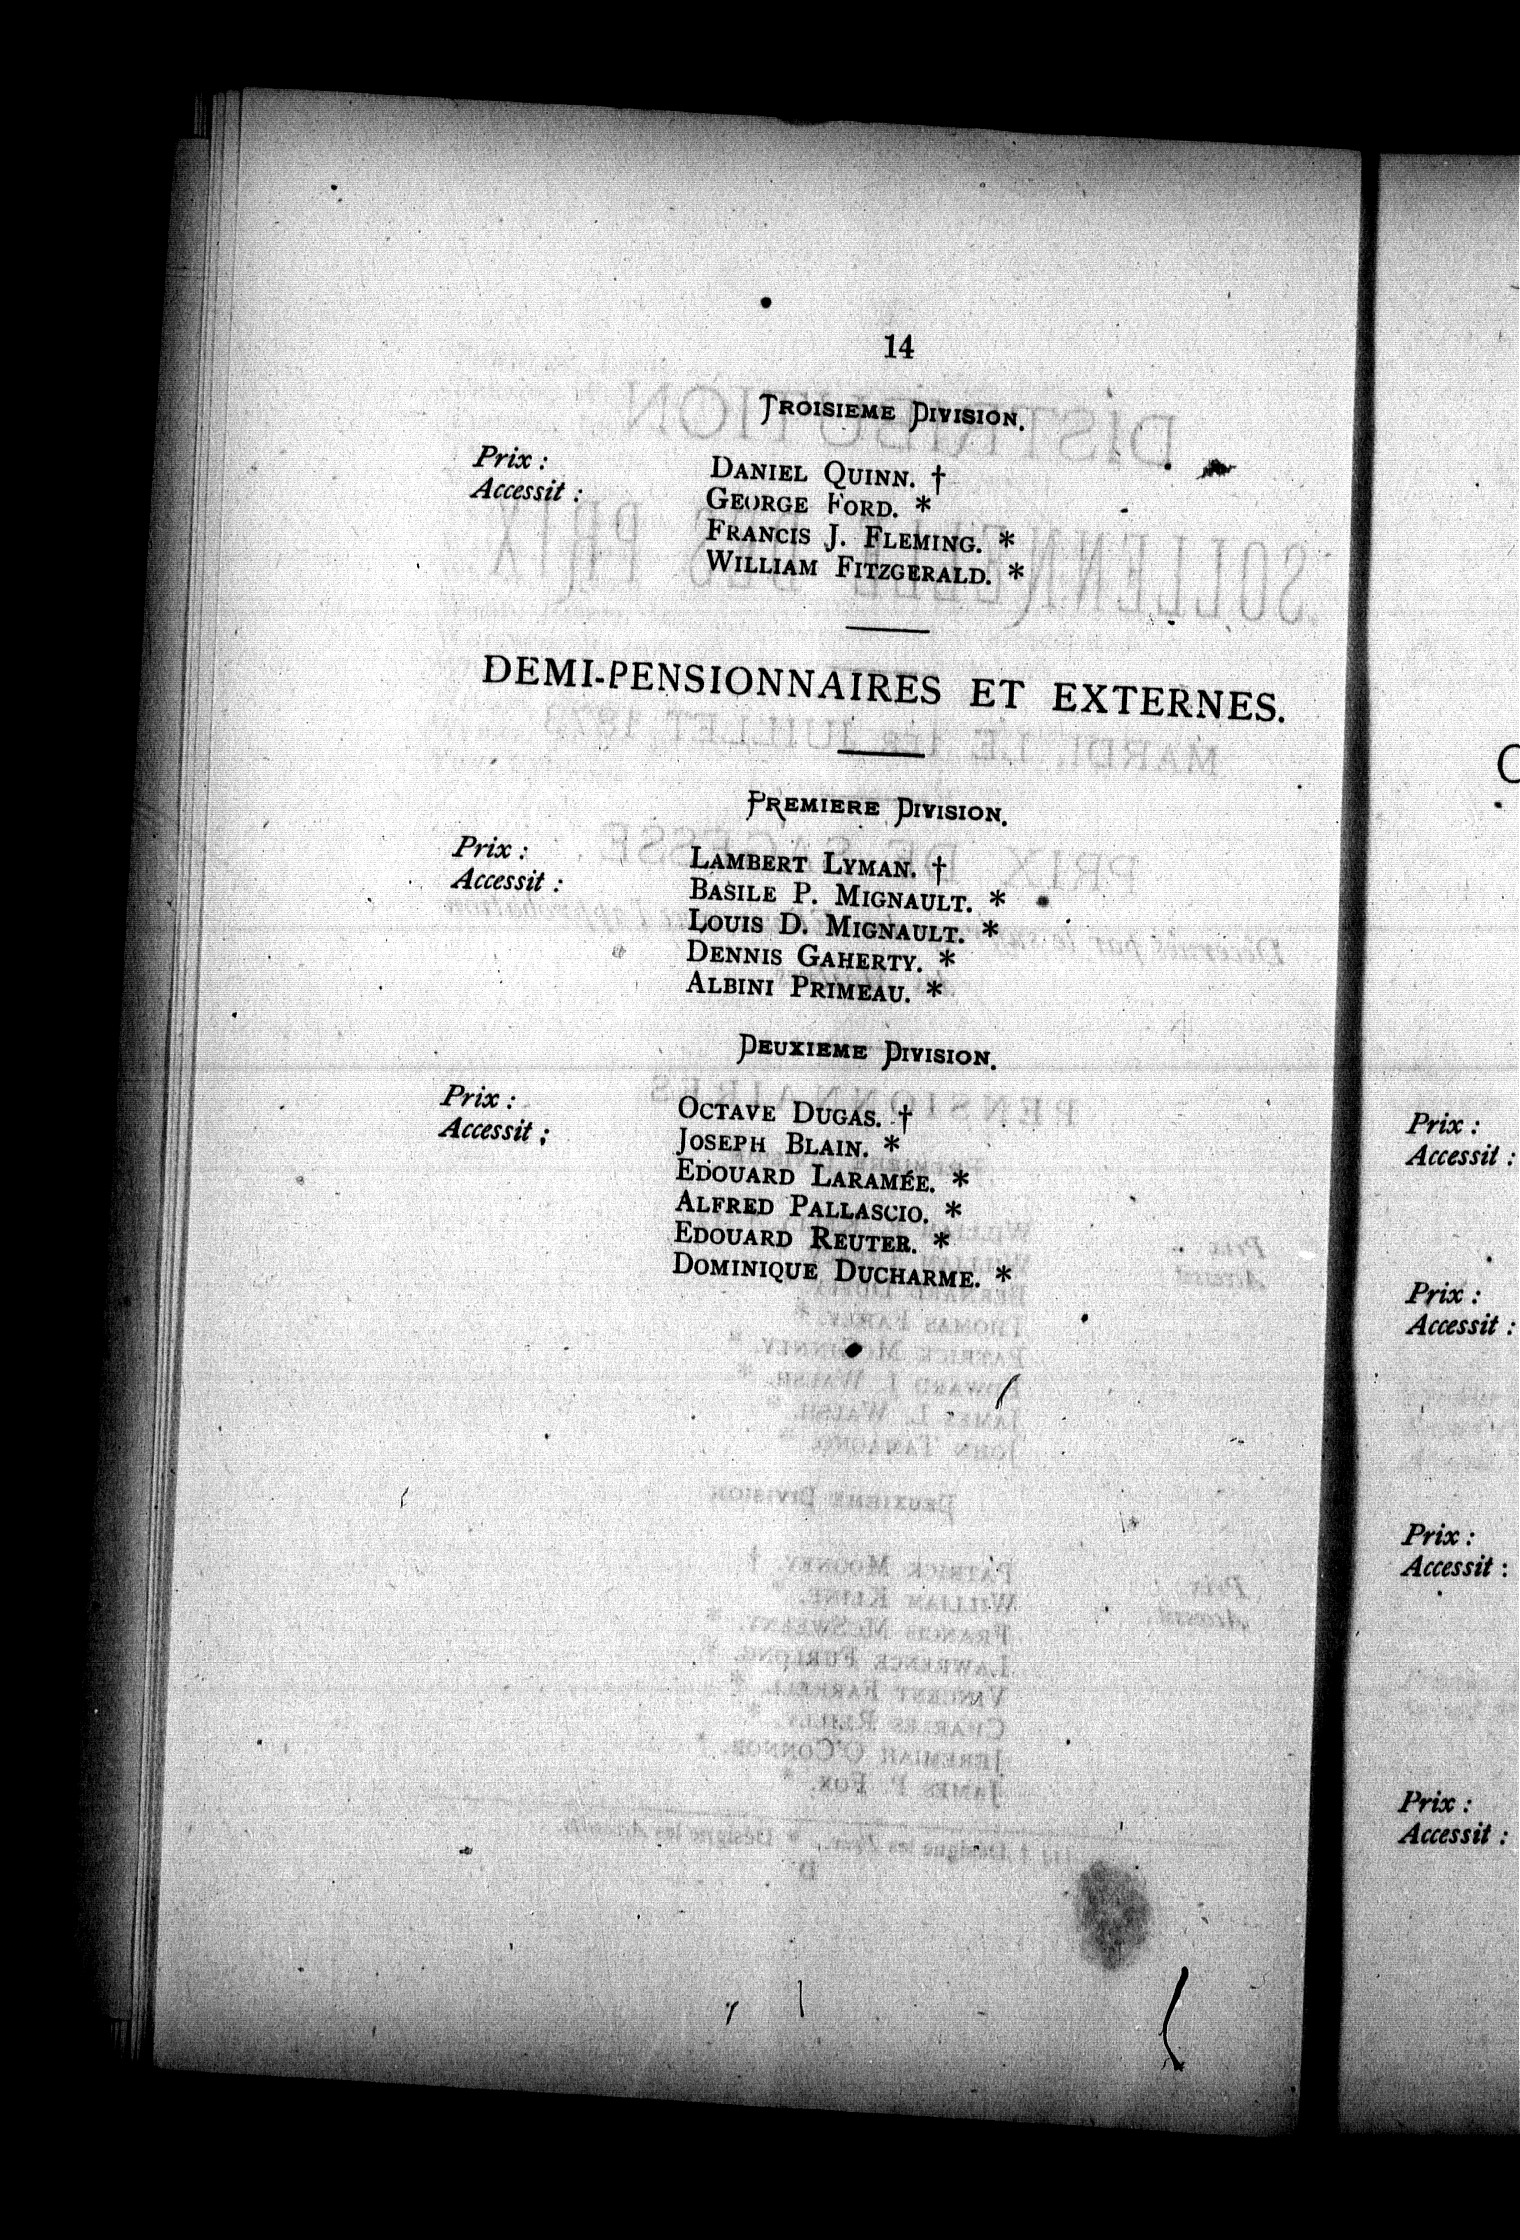 14
TROISIEME DIVISION.
Prix : DANIEL QUINN. †
Accessit : GEORGE FORD. *
FRANCIS J. FLEMING. *
WILLIAM FITZGERALD. *
DEMI-PENSIONNAIRES ET EXTERNES.
PREMIERE DIVISION.
Prix : LAMBERT LYMAN. †
Accessit : BASILE P. MIGNAULT. *
LOUIS D. MIGNAULT. *
DENNIS GAHERTY. *
ALBINI PRIMEAU. *
DEUXIEME DIVISION.
Prix : OCTAVE DUGAS. †
Accessit : JOSEPH BLAIN. *
EDOUARD LARAMÉE. *
ALFRED PALLASCIO. *
EDOUARD REUTER. *
DOMINIQUE DUCHARME. *
Prix :
Accessit :
Prix :
Accessit :
Prix :
Accessit :
Prix :
Accessit :